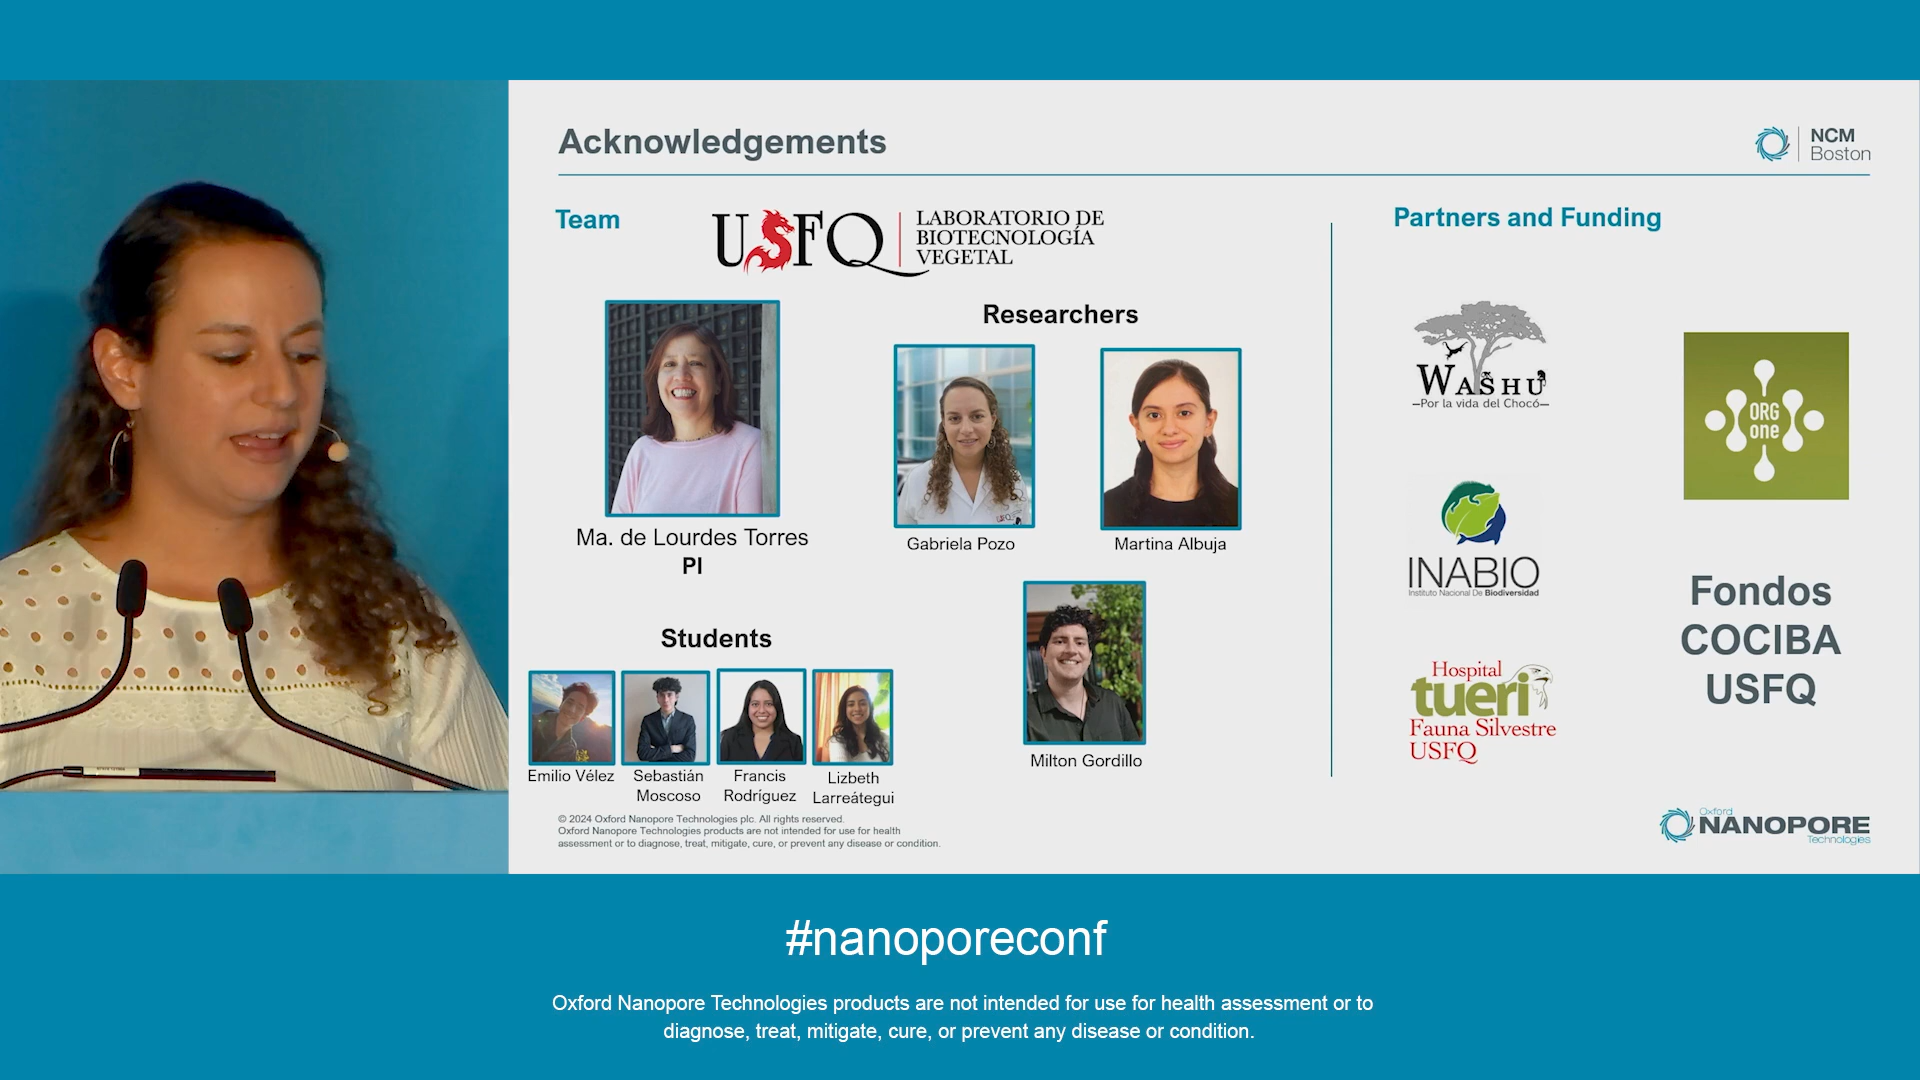 Acknowledgements
NCM
Boston
Team
USFQ
LABORATORIO DE
BIOTECNOLOGÍA
VEGETAL
Partners and Funding
Researchers
Ma. de Lourdes Torres
PI
Gabriela Pozo
Martina Albuja
Milton Gordillo
Students
Emilio Vélez
Sebastián
Moscoso
Francis
Rodríguez
Lizbeth
Larreátegui
WASHU
–Por la vida del Chocó–
ORG
one
INABIO
Instituto Nacional De Biodiversidad
Hospital
tueri
Fauna Silvestre
USFQ
Fondos
COCIBA
USFQ
© 2024 Oxford Nanopore Technologies plc. All rights reserved.
Oxford Nanopore Technologies products are not intended for use for health
assessment or to diagnose, treat, mitigate, cure, or prevent any disease or condition.
Oxford
NANOPORE
Technologies
#nanoporeconf
Oxford Nanopore Technologies products are not intended for use for health assessment or to
diagnose, treat, mitigate, cure, or prevent any disease or condition.